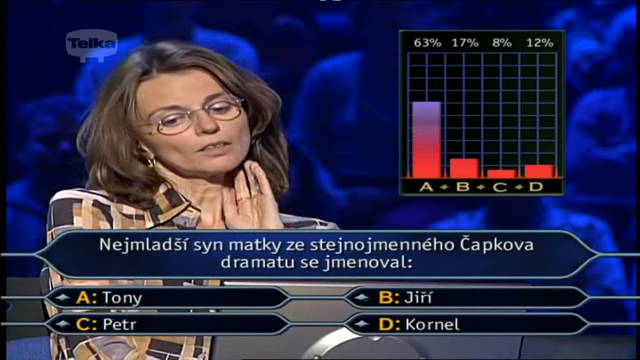 Telka
63% 17% 8% 12%
A B C D
Nejmladší syn matky ze stejnojmenného Čapkova
dramatu se jmenoval:
A: Tony
B: Jiří
C: Petr
D: Kornel